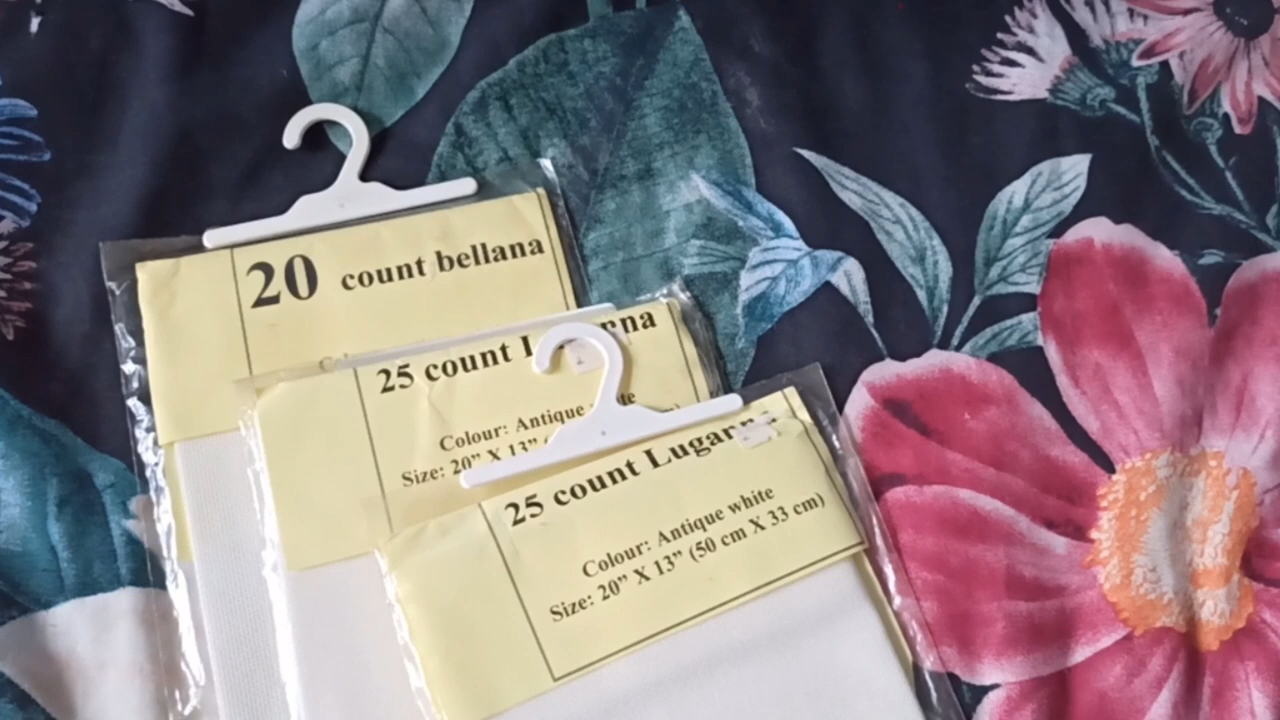 20 count bellana
25 count
Colour: Antique
Size: 20” X 13”
25 count Luganna
Colour: Antique white
Size: 20” X 13” (50 cm X 33 cm)